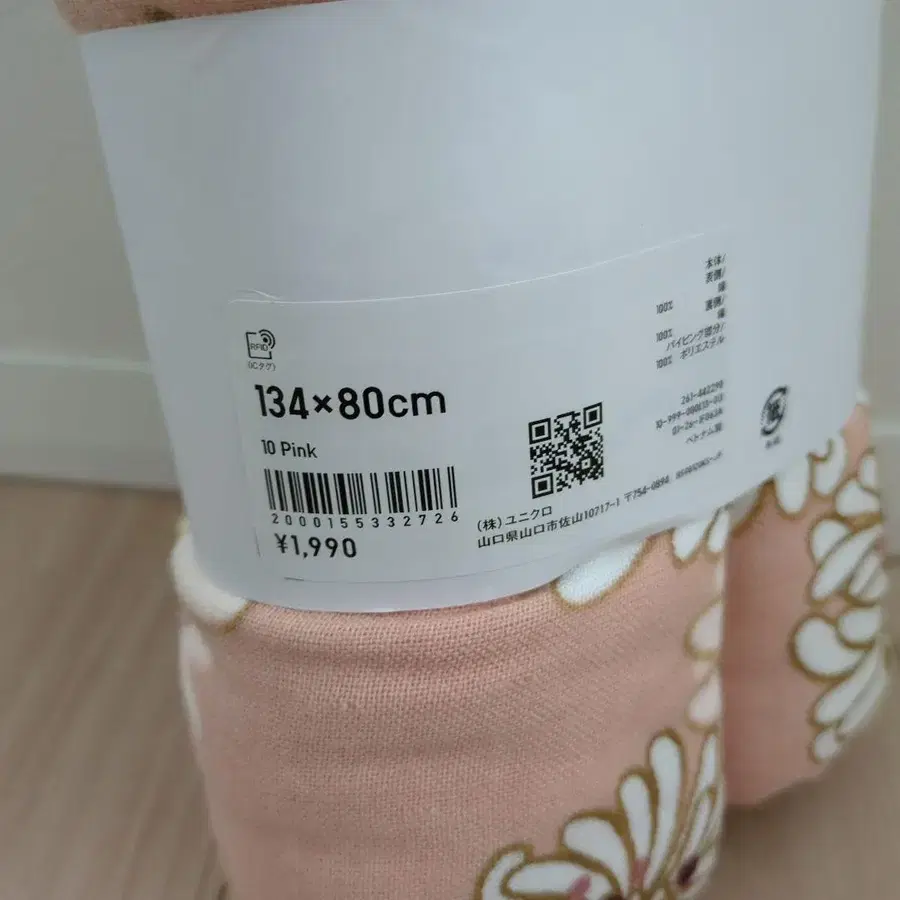 RFID
(ICタグ)
134×80cm
10 Pink
2000155332726
¥1,990
本体/
表側/
綿
100%
裏側/
綿
100%
パイピング部分/
ポリエステル
100%
261-442290
ベトナム製
(株)ユニクロ
山口県山口市佐山10717-1 〒754-0894